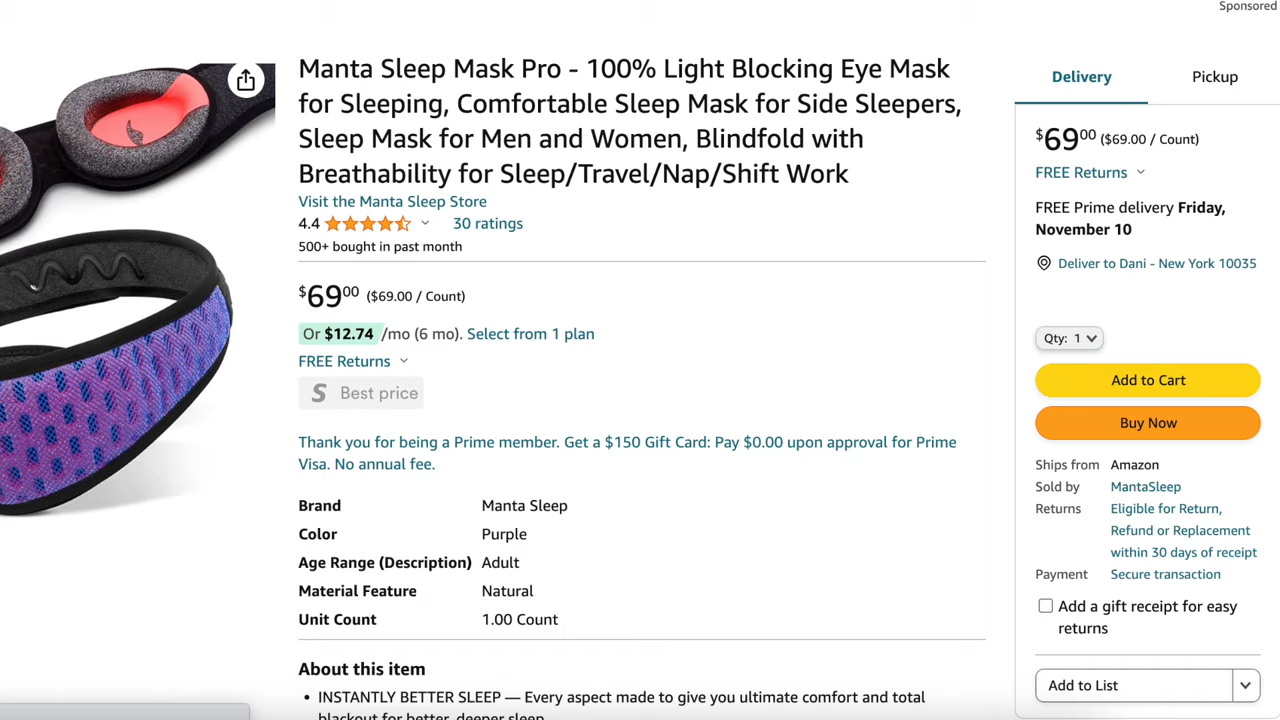 Sponsored
Manta Sleep Mask Pro - 100% Light Blocking Eye Mask
for Sleeping, Comfortable Sleep Mask for Side Sleepers,
Sleep Mask for Men and Women, Blindfold with
Breathability for Sleep/Travel/Nap/Shift Work
Visit the Manta Sleep Store
4.4 30 ratings
500+ bought in past month
$6900 ($69.00 / Count)
Or $12.74 /mo (6 mo). Select from 1 plan
FREE Returns
S Best price
Thank you for being a Prime member. Get a $150 Gift Card: Pay $0.00 upon approval for Prime
Visa. No annual fee.
Brand Manta Sleep
Color Purple
Age Range (Description) Adult
Material Feature Natural
Unit Count 1.00 Count
About this item
• INSTANTLY BETTER SLEEP — Every aspect made to give you ultimate comfort and total
blackout for better, deeper sleep
Delivery Pickup
$6900 ($69.00 / Count)
FREE Returns
FREE Prime delivery Friday,
November 10
Deliver to Dani - New York 10035
Qty: 1
Add to Cart
Buy Now
Ships from Amazon
Sold by MantaSleep
Returns Eligible for Return,
Refund or Replacement
within 30 days of receipt
Payment Secure transaction
Add a gift receipt for easy
returns
Add to List